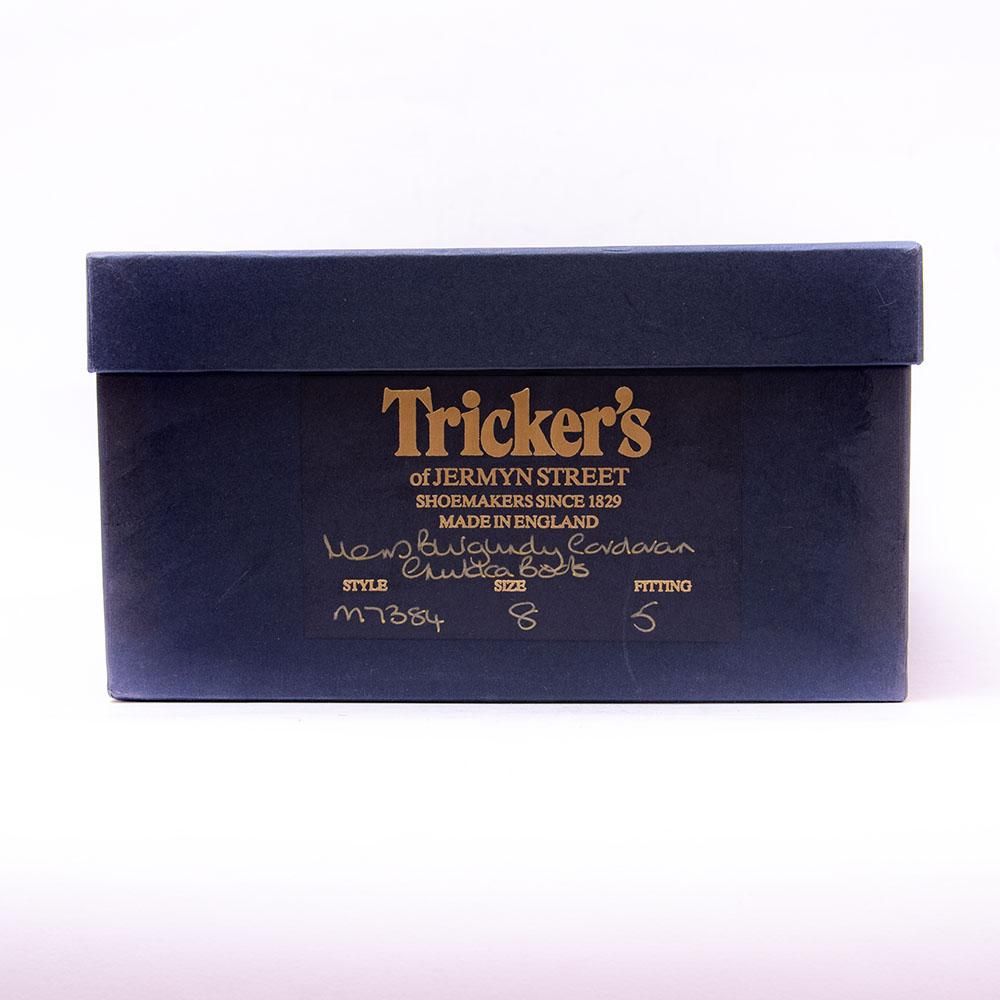 Tricker's
of JERMYN STREET
SHOEMAKERS SINCE 1829
MADE IN ENGLAND
Mens Burgundy Cordovan
Chukka Boots
STYLE SIZE FITTING
M7384 8 5